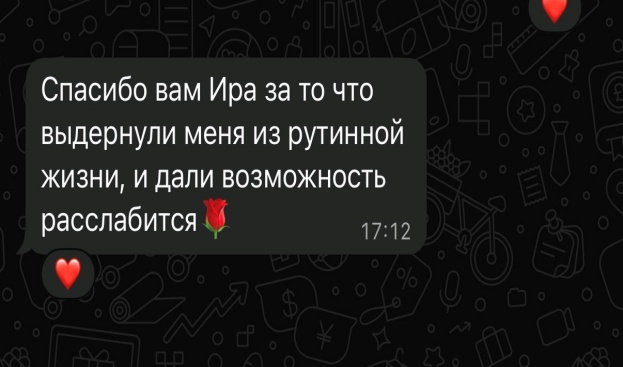 Спасибо вам Ира за то что
выдернули меня из рутинной
жизни, и дали возможность
расслабится🌹
17:12